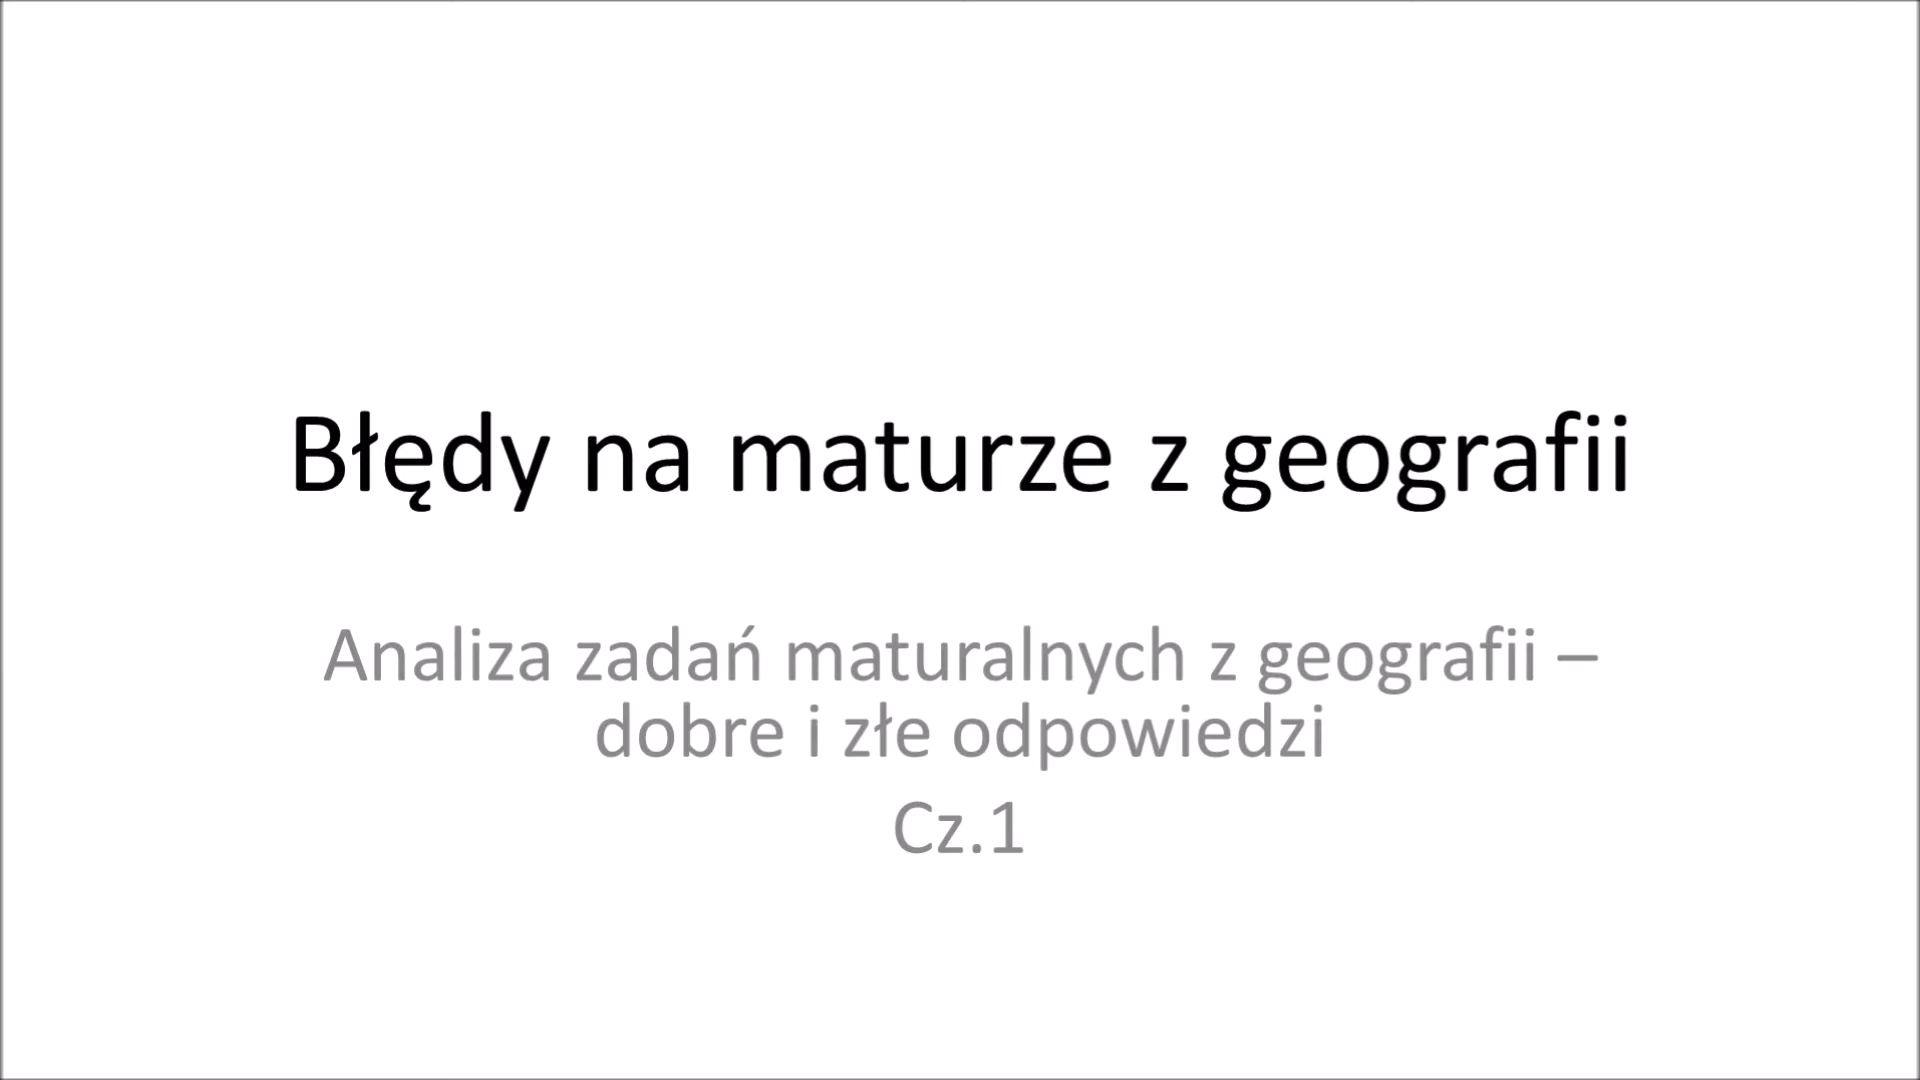 Błędy na maturze z geografii
Analiza zadań maturalnych z geografii –
dobre i złe odpowiedzi
Cz.1